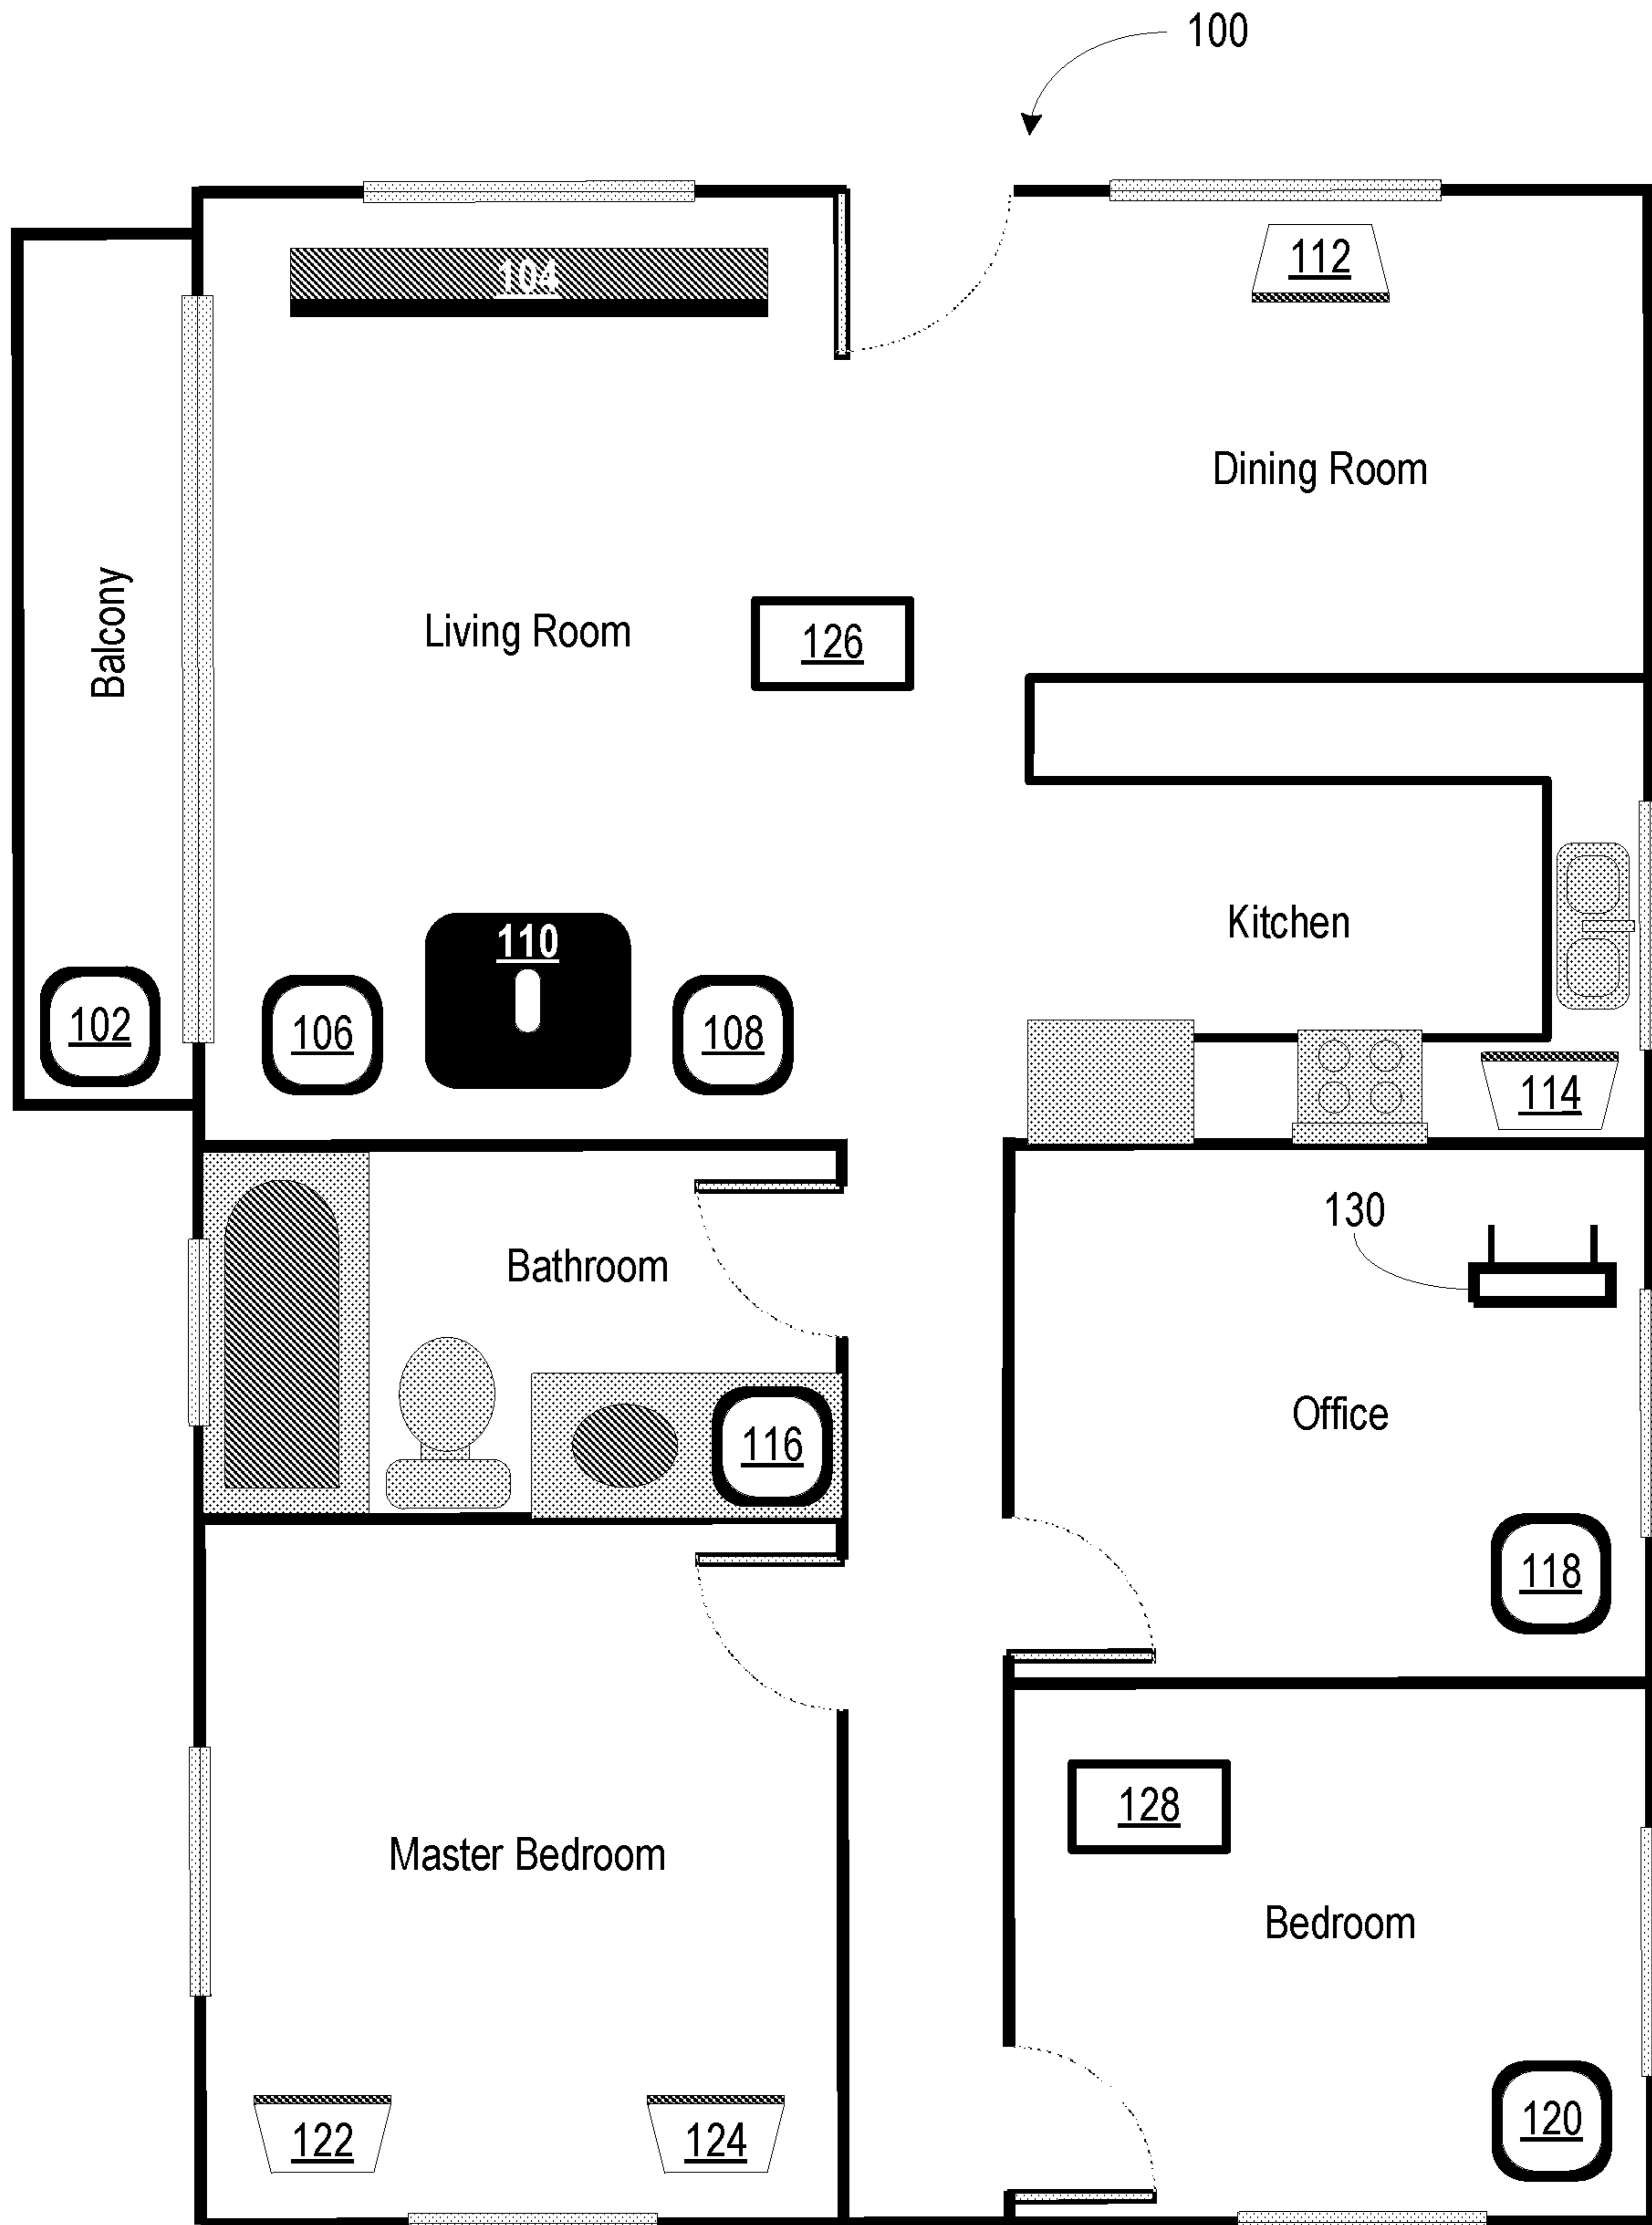 100
104
112
Dining Room
Balcony
Living Room
126
Kitchen
110
102
106
108
114
130
Bathroom
Office
116
118
128
Master Bedroom
Bedroom
120
122
124